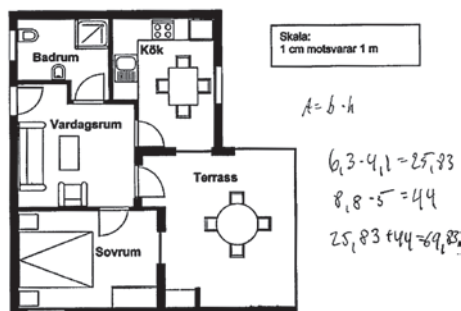 Badrum
Kök
Vardagsrum
Terrass
Sovrum
Skala:
1 cm motsvarar 1 m
A = b · h
6,3 · 4,1 = 25,83
8,8 · 5 = 44
25,83 + 44 = 69,83